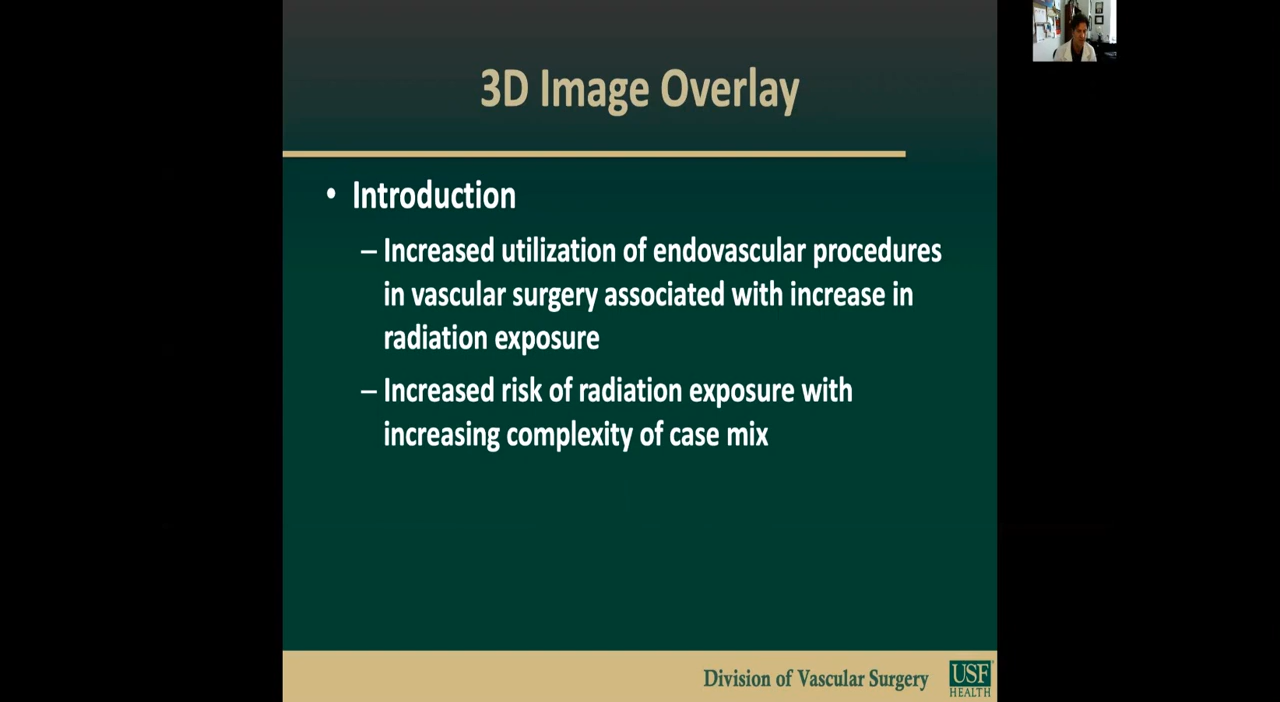 3D Image Overlay
• Introduction
– Increased utilization of endovascular procedures
in vascular surgery associated with increase in
radiation exposure
– Increased risk of radiation exposure with
increasing complexity of case mix
Division of Vascular Surgery
USF
HEALTH